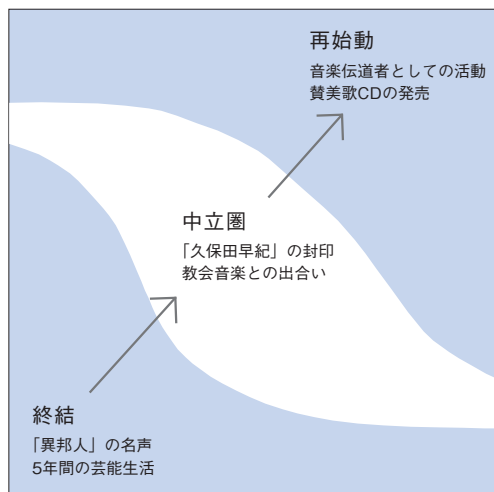 再始動
音楽伝道者としての活動
賛美歌CDの発売
中立圏
「久保田早紀」の封印
教会音楽との出合い
終結
「異邦人」の名声
5年間の芸能生活